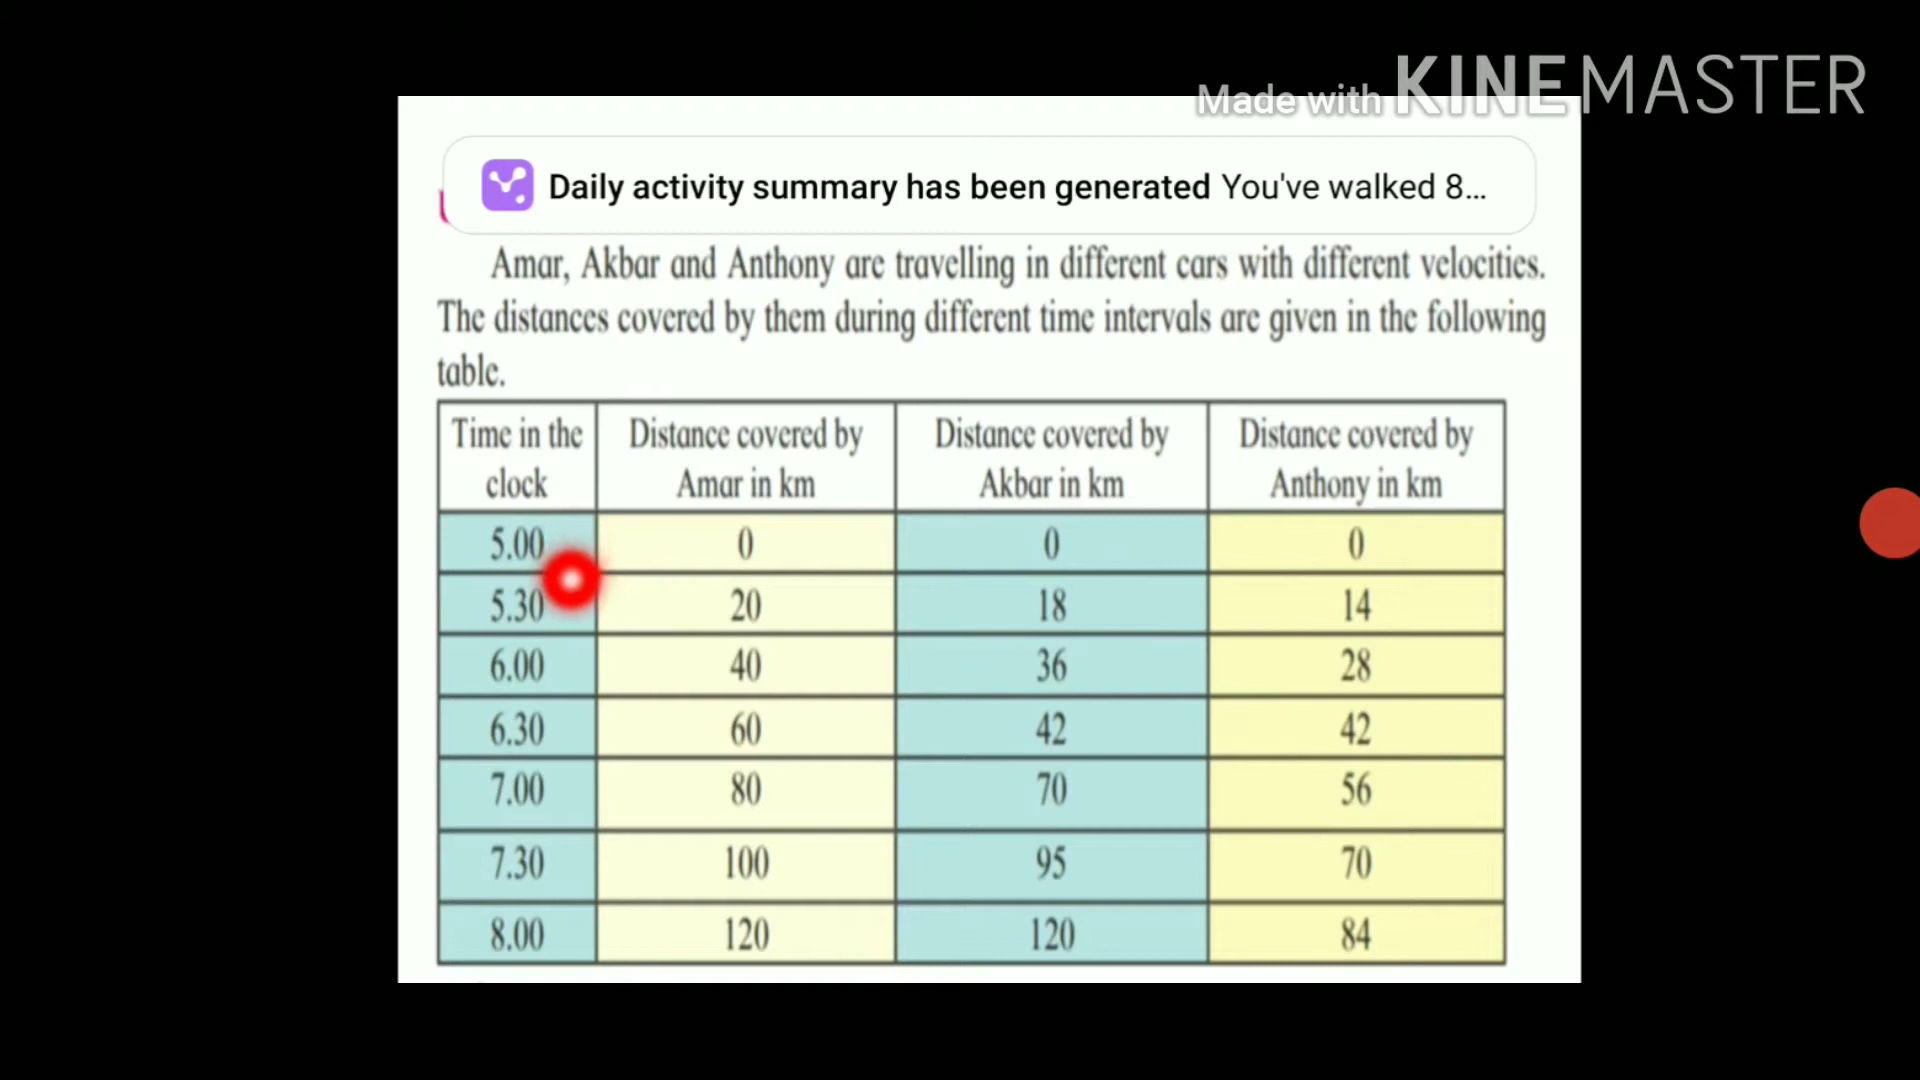 Made with KINEMASTER
Daily activity summary has been generated You've walked 8...
Amar, Akbar and Anthony are travelling in different cars with different velocities.
The distances covered by them during different time intervals are given in the following
table.
Time in the clock Distance covered by Amar in km Distance covered by Akbar in km Distance covered by Anthony in km
5.00 0 0 0
5.30 20 18 14
6.00 40 36 28
6.30 60 42 42
7.00 80 70 56
7.30 100 95 70
8.00 120 120 84